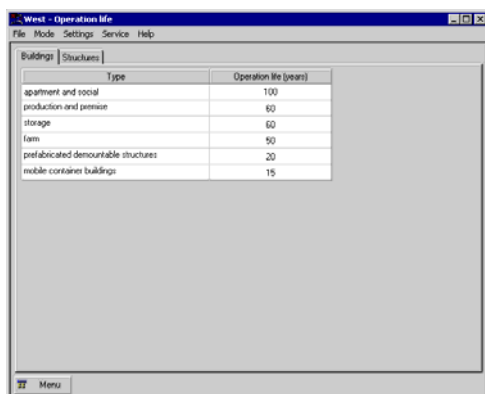 West - Operation life
File Mode Settings Service Help
Buildings Structures
Type Operation life (years)
apartment and social 100
production and premise 60
storage 60
farm 50
prefabricated demountable structures 20
mobile container buildings 15
Menu